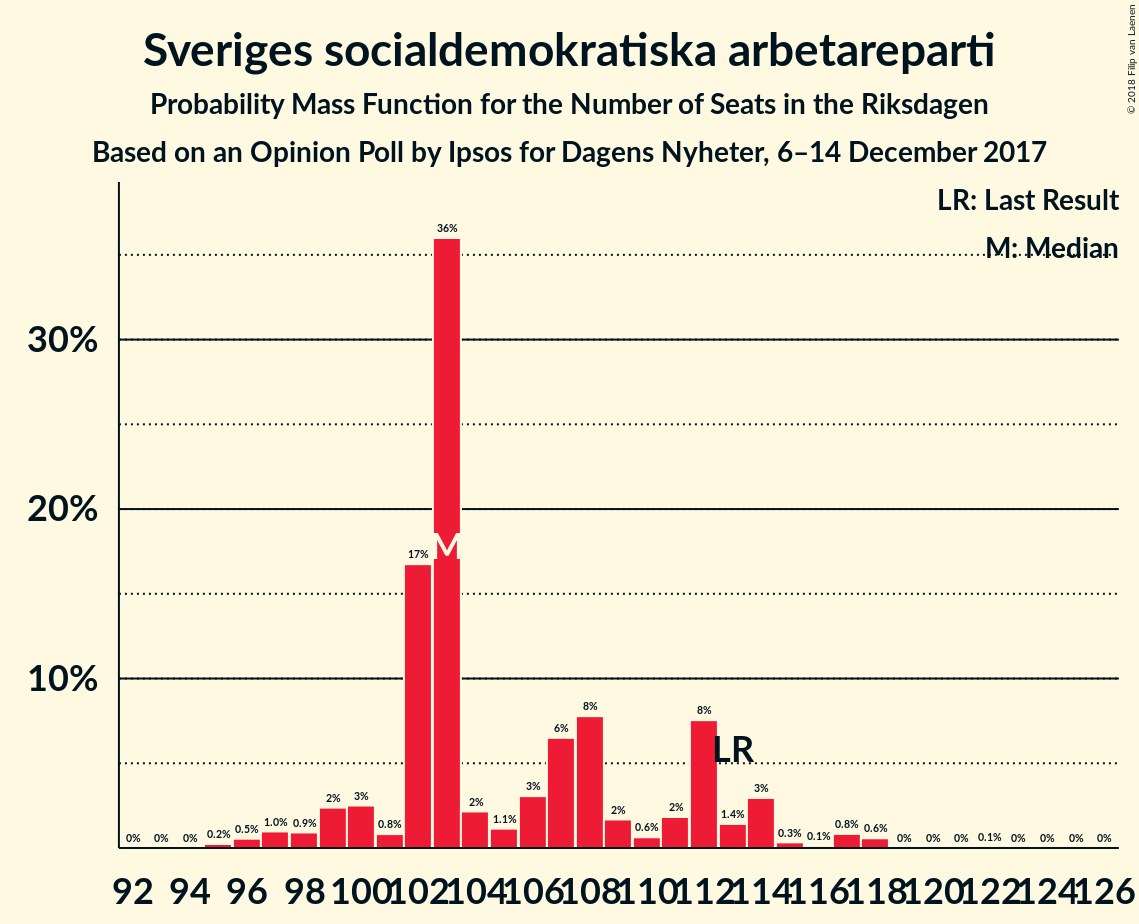 Sveriges socialdemokratiska arbetareparti
Probability Mass Function for the Number of Seats in the Riksdagen
Based on an Opinion Poll by Ipsos for Dagens Nyheter, 6–14 December 2017
© 2018 Filip van Laenen
LR: Last Result
M: Median
30%
20%
10%
0% 0% 0% 0.2% 0.5% 1.0% 0.9% 2% 3% 0.8% 17% 36% 2% 1.1% 3% 6% 8% 2% 0.6% 2% 8% 1.4% 3% 0.3% 0.1% 0.8% 0.6% 0% 0% 0% 0.1% 0% 0% 0% 0%
M
LR
92 94 96 98 100 102 104 106 108 110 112 114 116 118 120 122 124 126